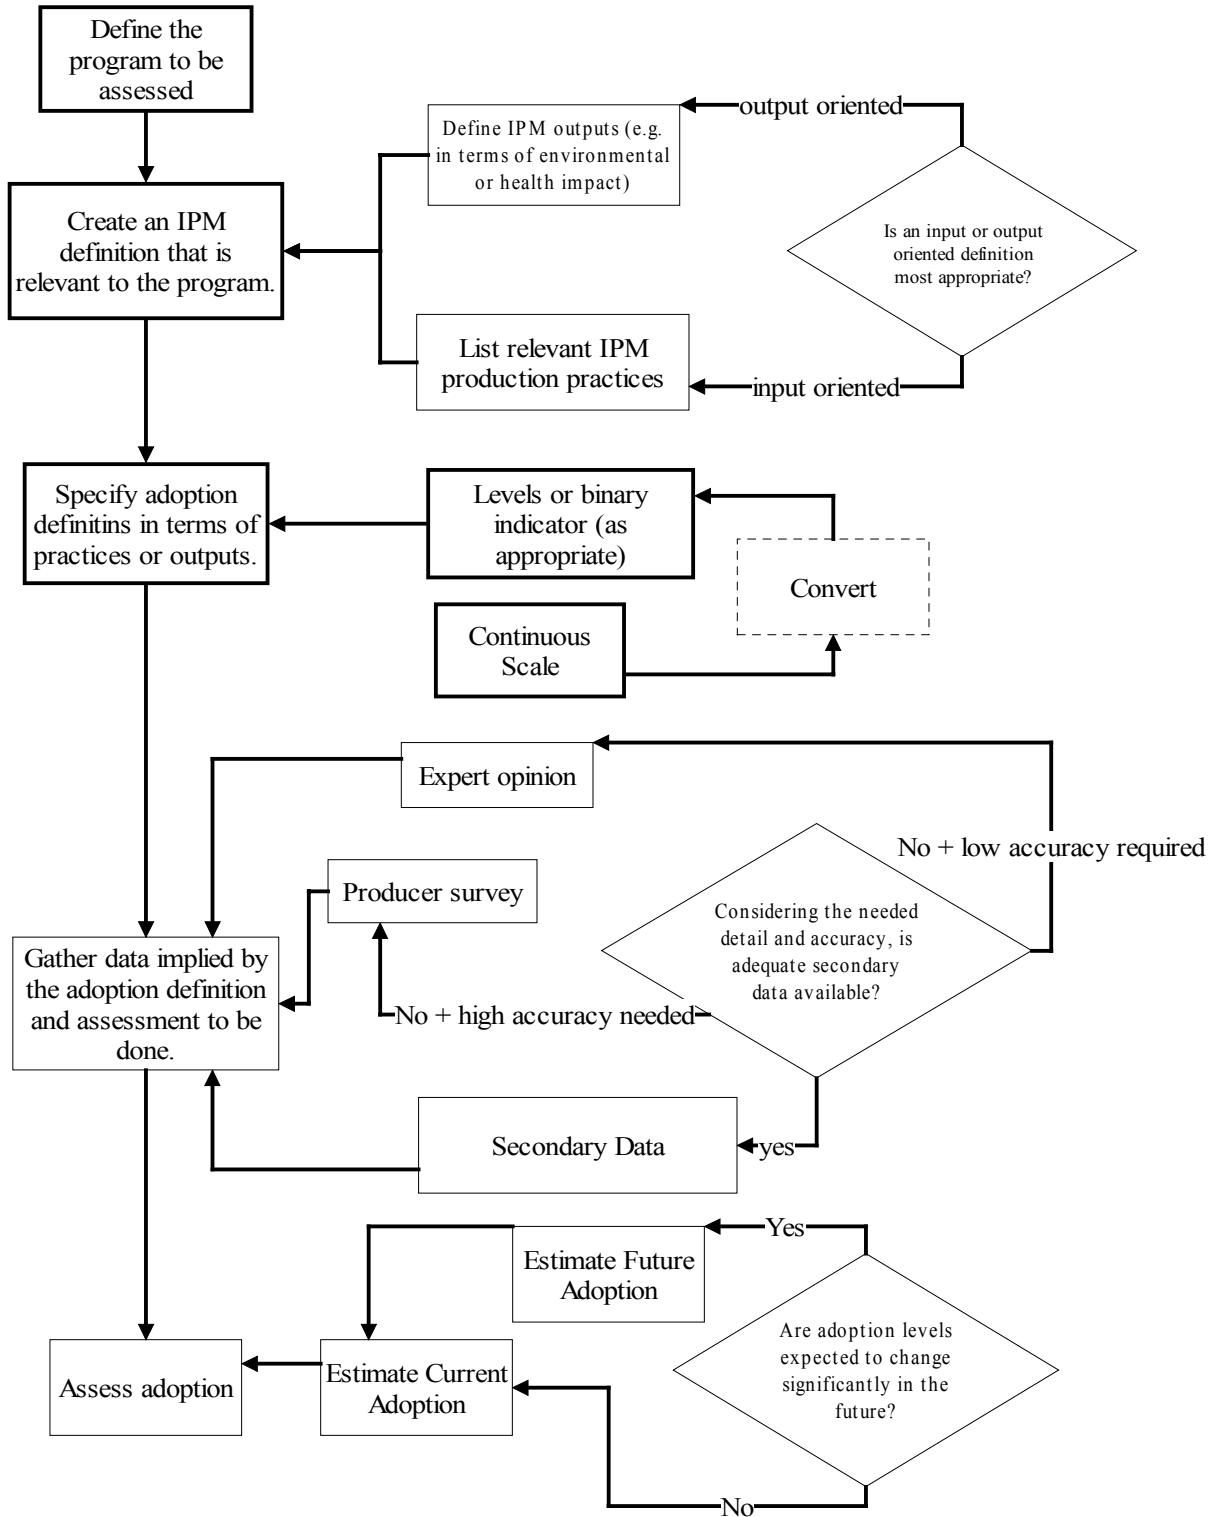 Define the
program to be
assessed
output oriented
Define IPM outputs (e.g.
in terms of environmental
or health impact)
Create an IPM
definition that is
relevant to the program.
Is an input or output
oriented definition
most appropriate?
List relevant IPM
production practices
input oriented
Specify adoption
definitins in terms of
practices or outputs.
Levels or binary
indicator (as
appropriate)
Convert
Continuous
Scale
Expert opinion
No + low accuracy required
Producer survey
Considering the needed
detail and accuracy, is
adequate secondary
data available?
Gather data implied by
the adoption definition
and assessment to be
done.
No + high accuracy needed
Secondary Data
yes
Yes
Estimate Future
Adoption
Are adoption levels
expected to change
significantly in the
future?
Assess adoption
Estimate Current
Adoption
No